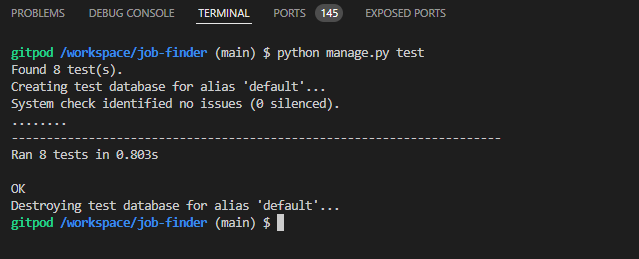 PROBLEMS DEBUG CONSOLE TERMINAL PORTS 145 EXPOSED PORTS
gitpod /workspace/job-finder (main) $ python manage.py test
Found 8 test(s).
Creating test database for alias 'default'...
System check identified no issues (0 silenced).
........
----------------------------------------------------------------------
Ran 8 tests in 0.803s
OK
Destroying test database for alias 'default'...
gitpod /workspace/job-finder (main) $